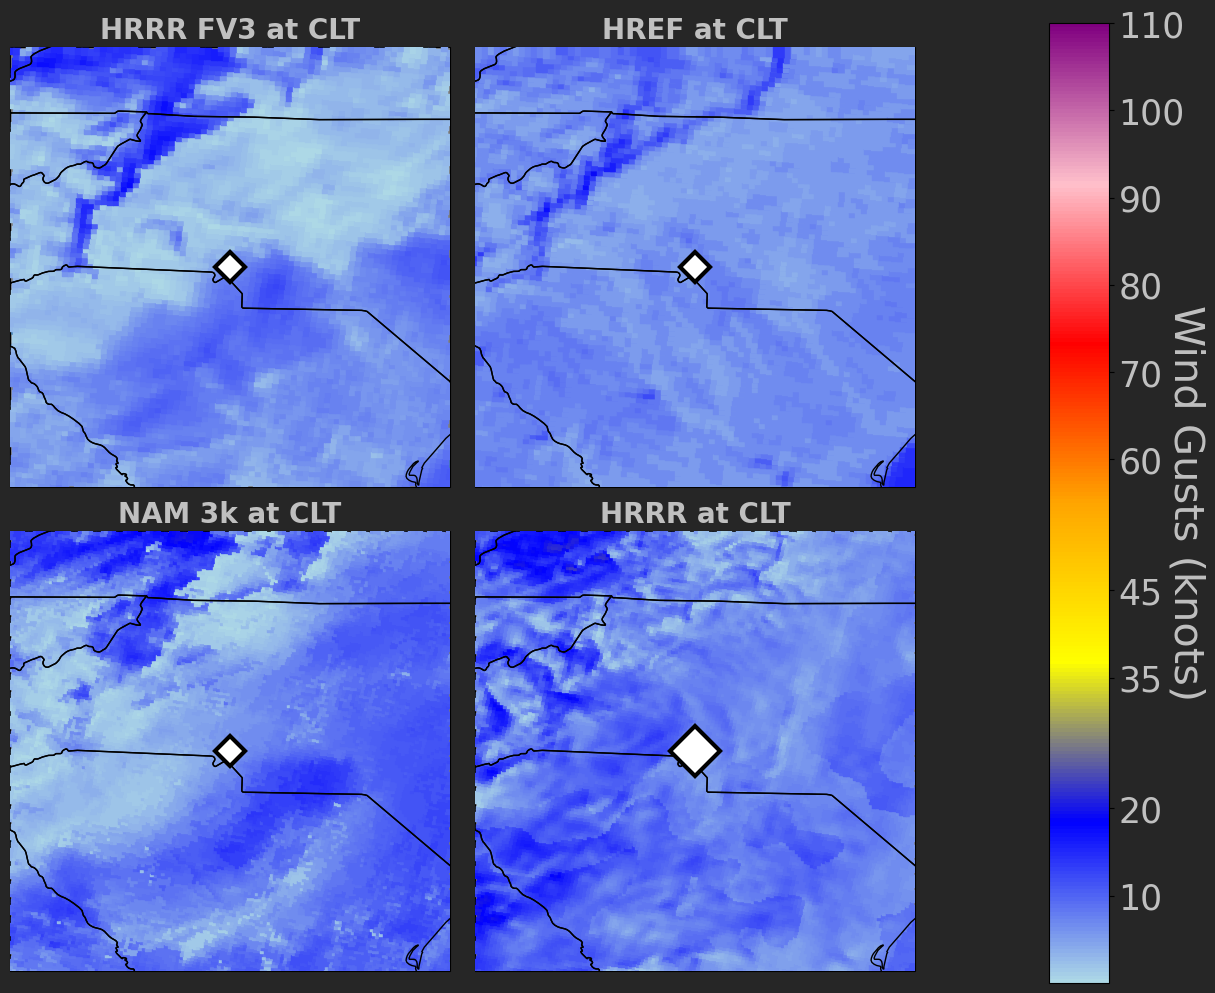 HRRR FV3 at CLT
HREF at CLT
NAM 3k at CLT
HRRR at CLT
110
100
90
80
70
60
45
35
20
10
Wind Gusts (knots)